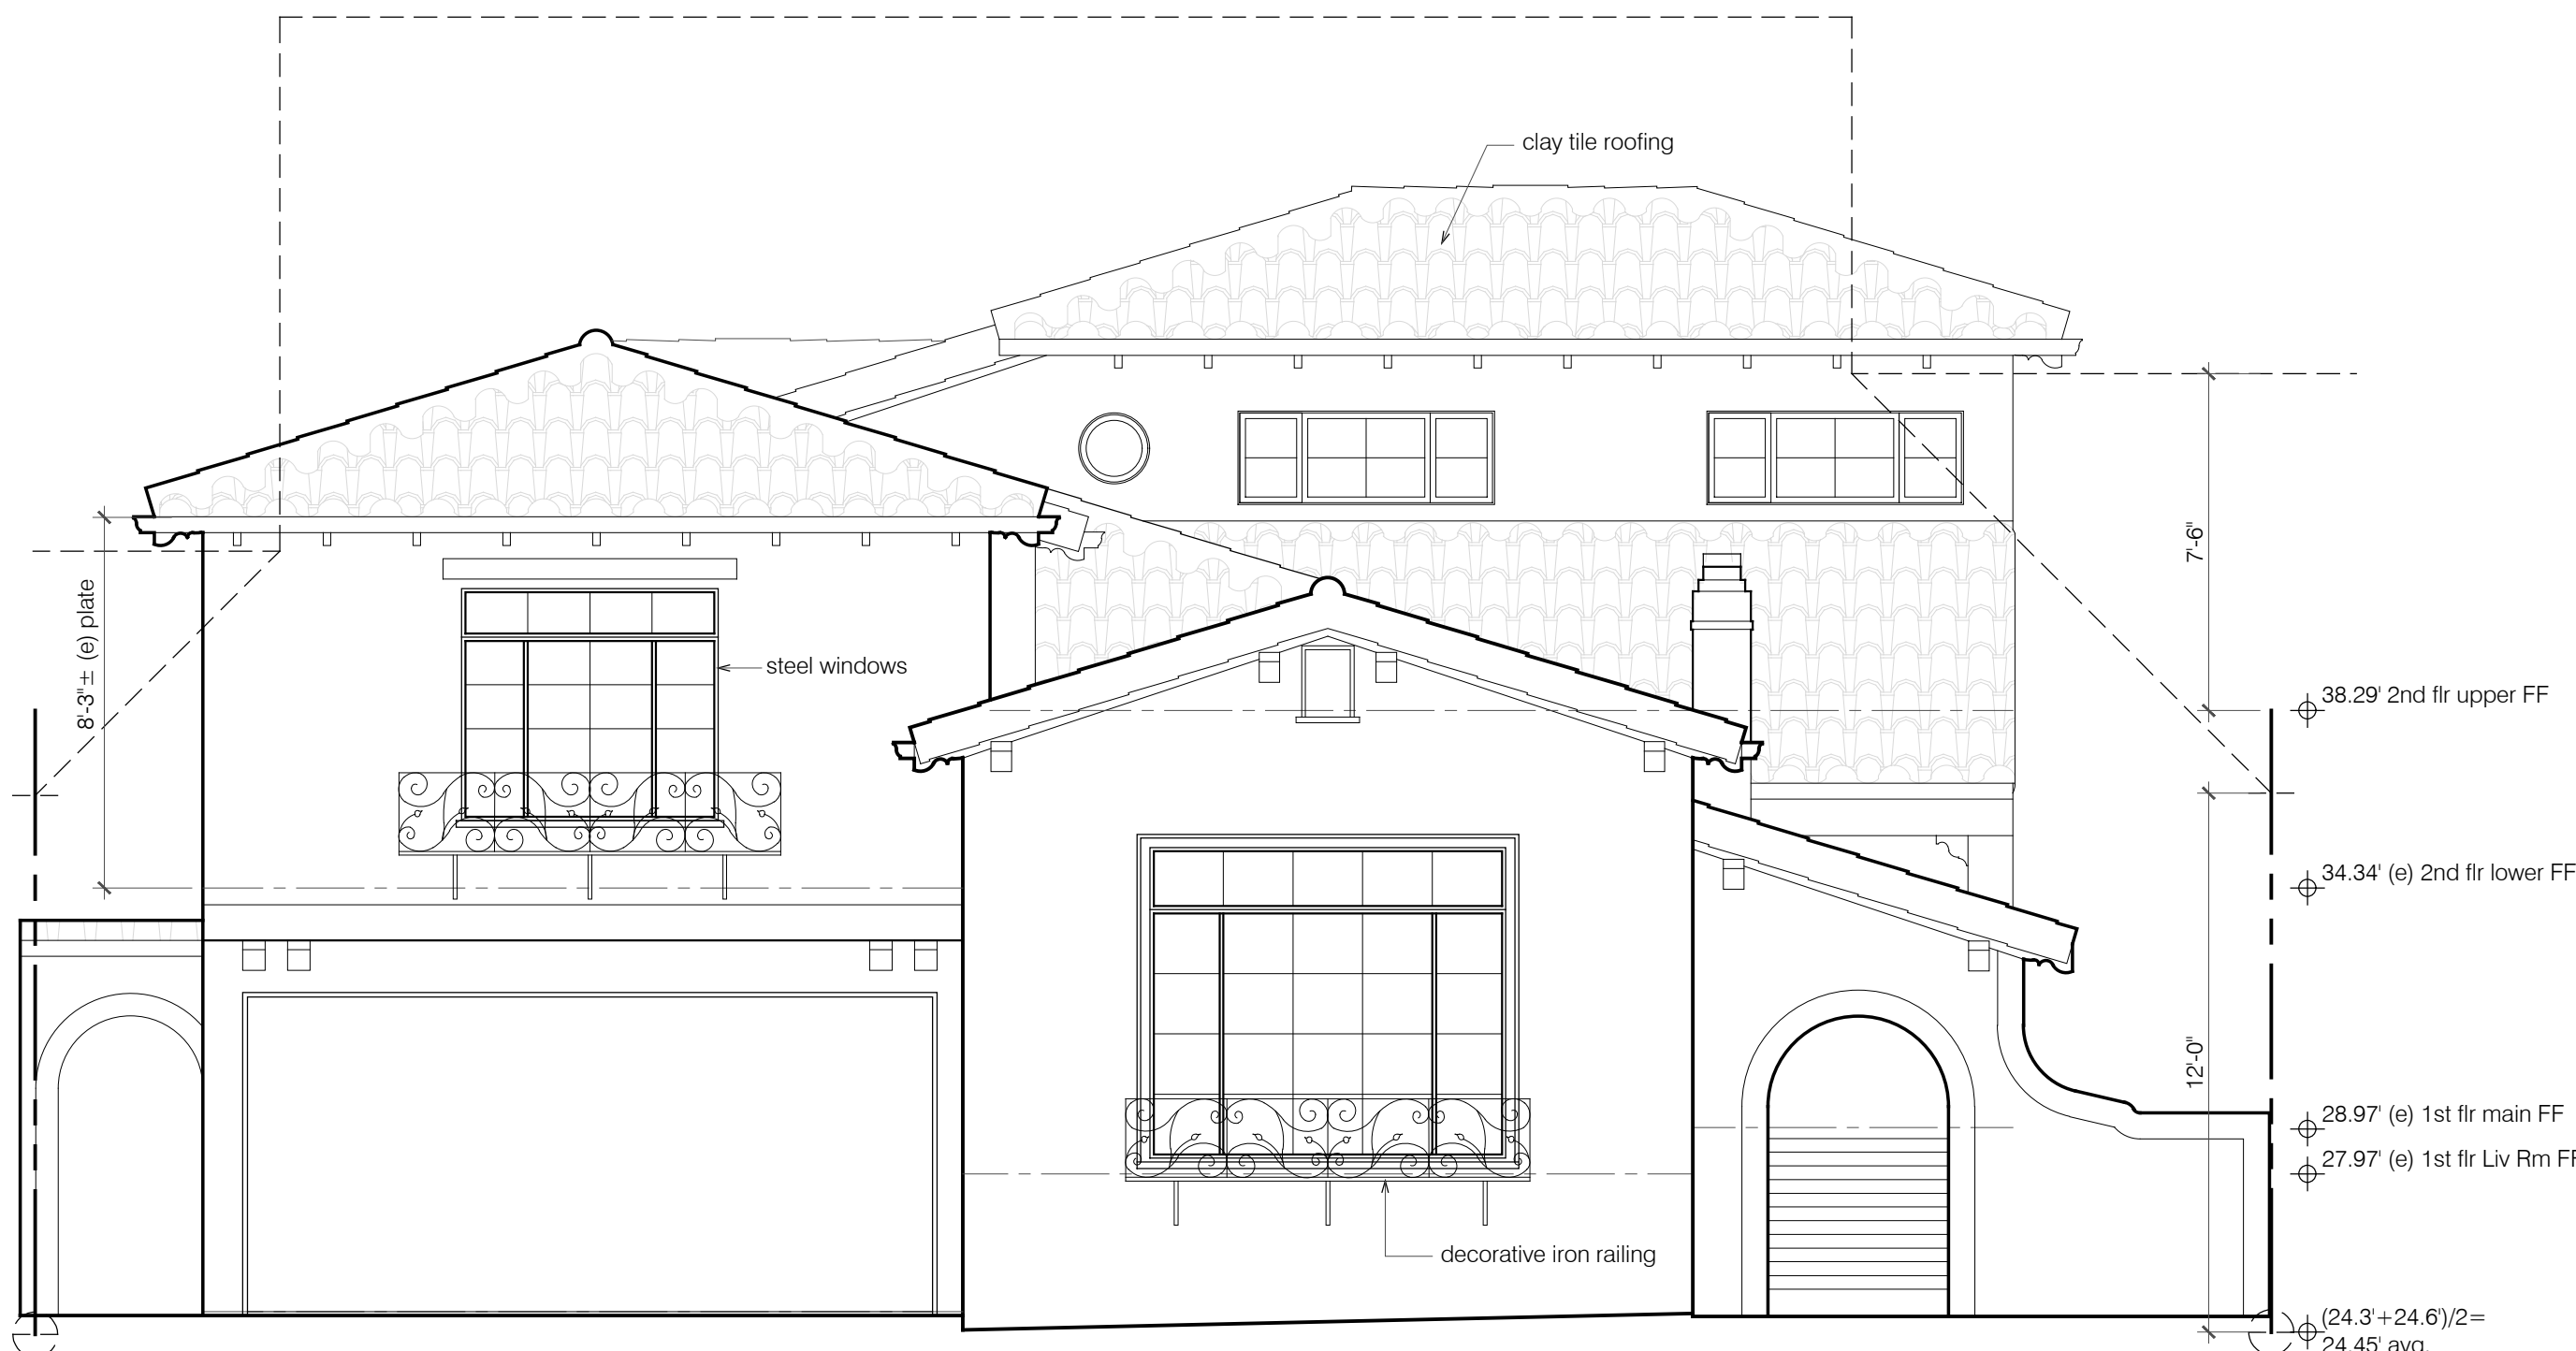 clay tile roofing
7'-6"
8'-3"± (e) plate
steel windows
38.29' 2nd flr upper FF
34.34' (e) 2nd flr lower FF
12'-0"
28.97' (e) 1st flr main FF
27.97' (e) 1st flr Liv Rm FF
decorative iron railing
(24.3'+24.6')/2=
24.45' avg.